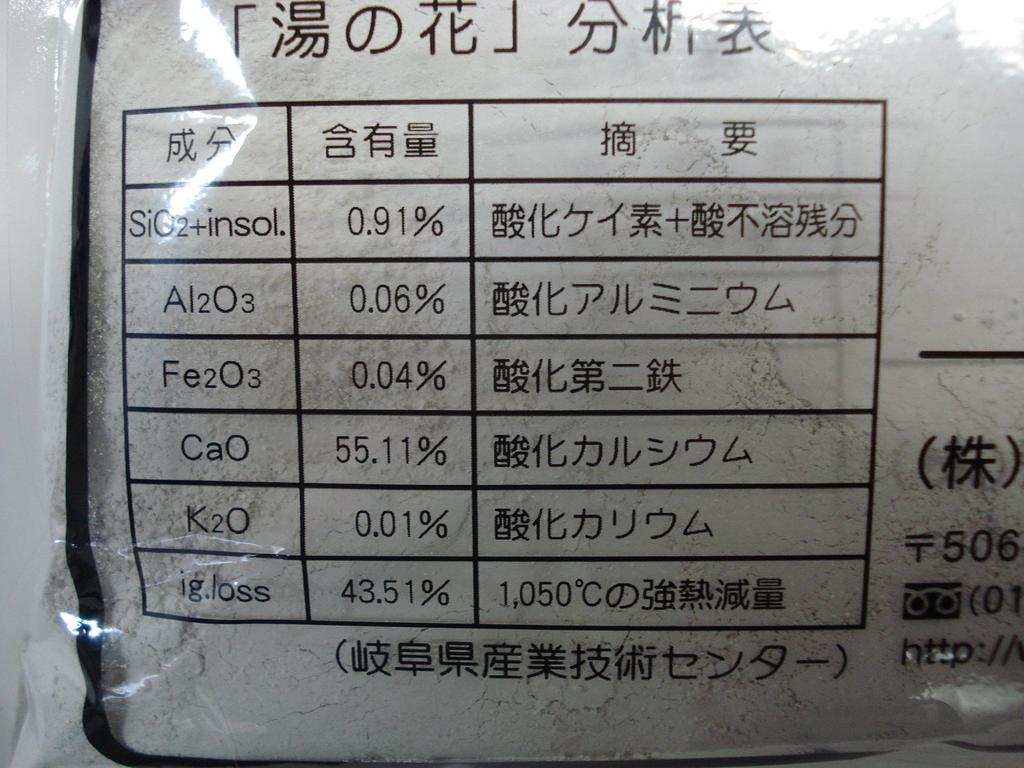 「湯の花」分析表
成分 含有量 摘要
SiO2+insol. 0.91% 酸化ケイ素+酸不溶残分
Al2O3 0.06% 酸化アルミニウム
Fe2O3 0.04% 酸化第二鉄
CaO 55.11% 酸化カルシウム
K2O 0.01% 酸化カリウム
ig.loss 43.51% 1,050℃の強熱減量
(岐阜県産業技術センター)
(株)
〒506
(01
http://